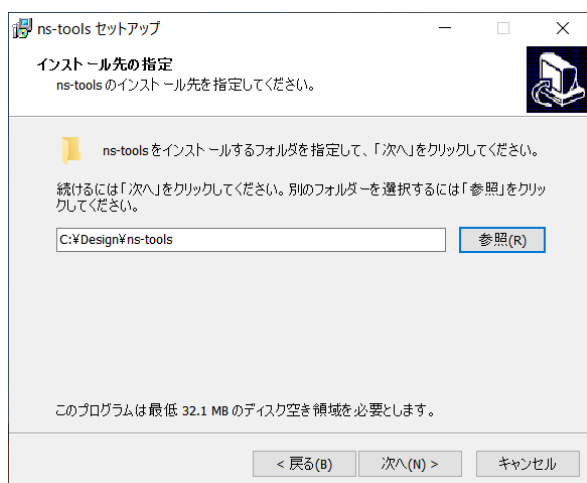 ns-tools セットアップ
インストール先の指定
ns-tools のインストール先を指定してください。
ns-tools をインストールするフォルダを指定して、「次へ」をクリックしてください。
続けるには「次へ」をクリックしてください。別のフォルダーを選択するには「参照」をクリッ
クしてください。
C:¥Design¥ns-tools
参照(R)
このプログラムは最低 32.1 MB のディスク空き領域を必要とします。
< 戻る(B)
次へ(N) >
キャンセル